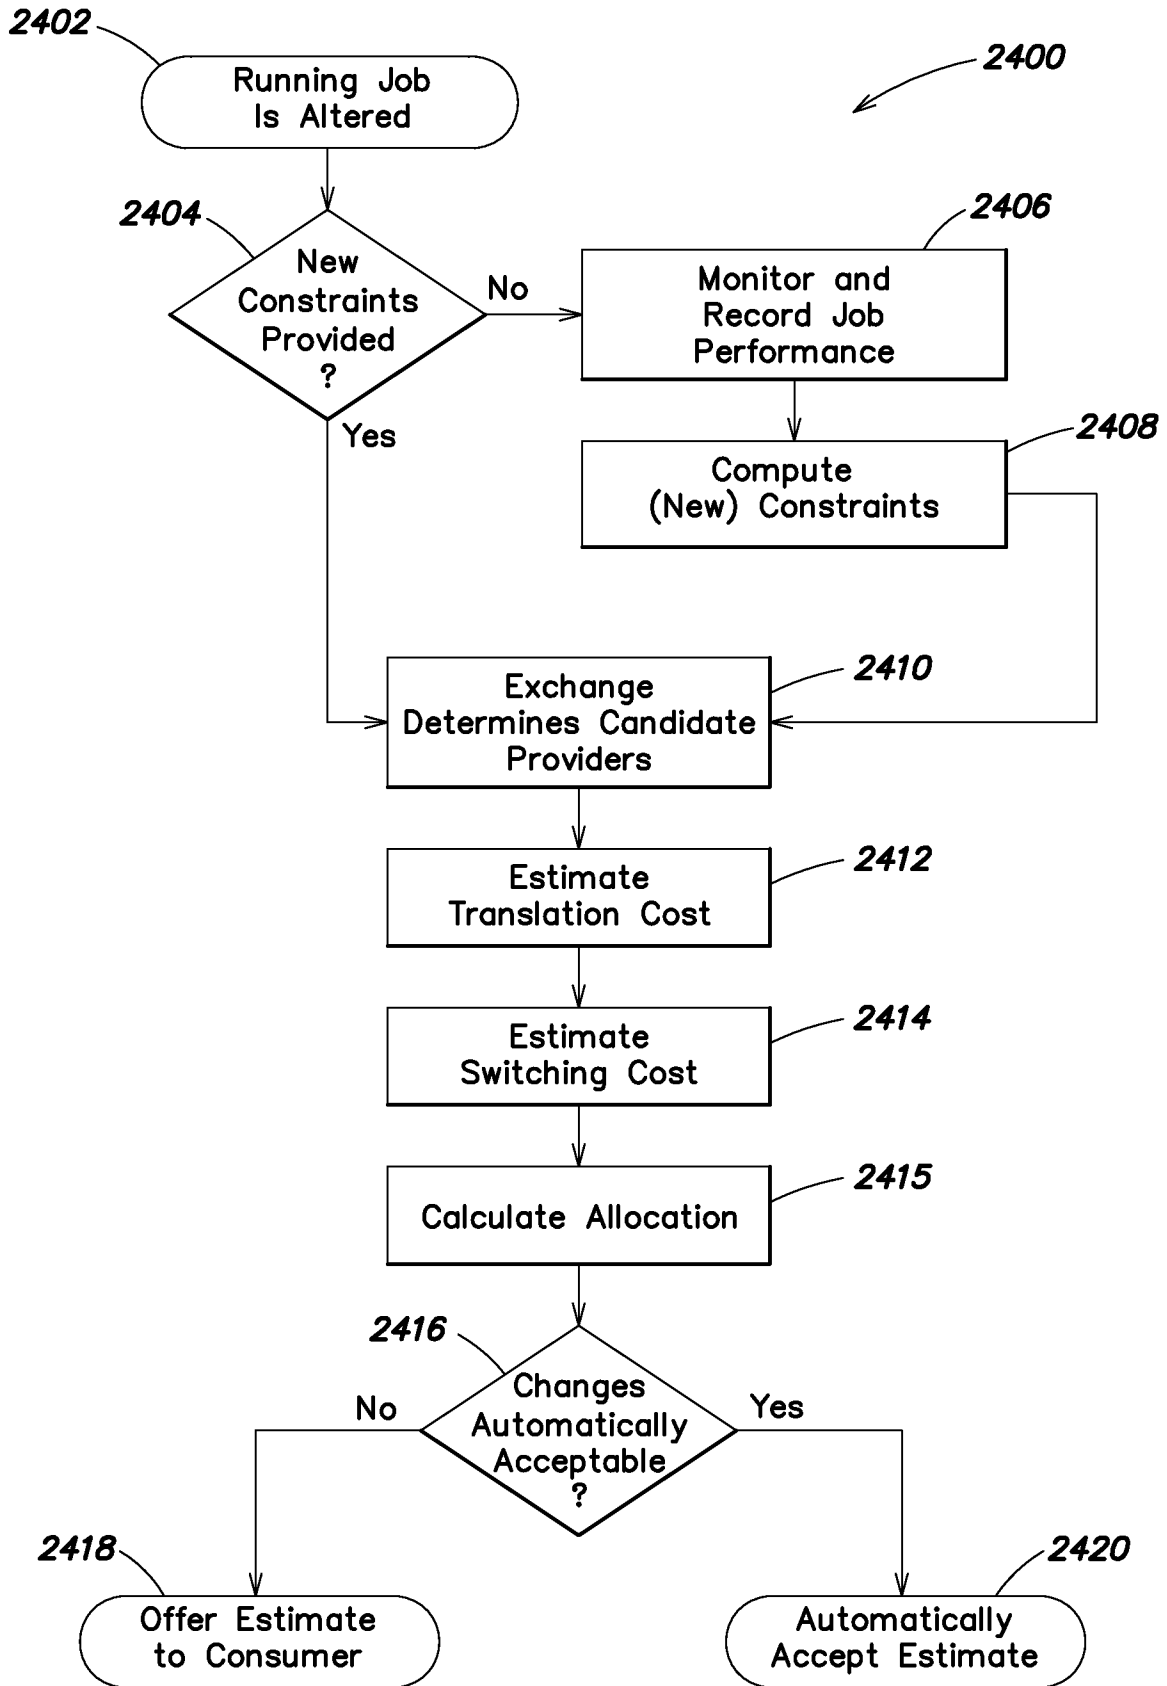 2402
Running Job
Is Altered
2400
2404
New
Constraints
Provided
?
No
Yes
2406
Monitor and
Record Job
Performance
2408
Compute
(New) Constraints
2410
Exchange
Determines Candidate
Providers
2412
Estimate
Translation Cost
2414
Estimate
Switching Cost
2415
Calculate Allocation
2416
Changes
Automatically
Acceptable
?
No
Yes
2418
Offer Estimate
to Consumer
2420
Automatically
Accept Estimate